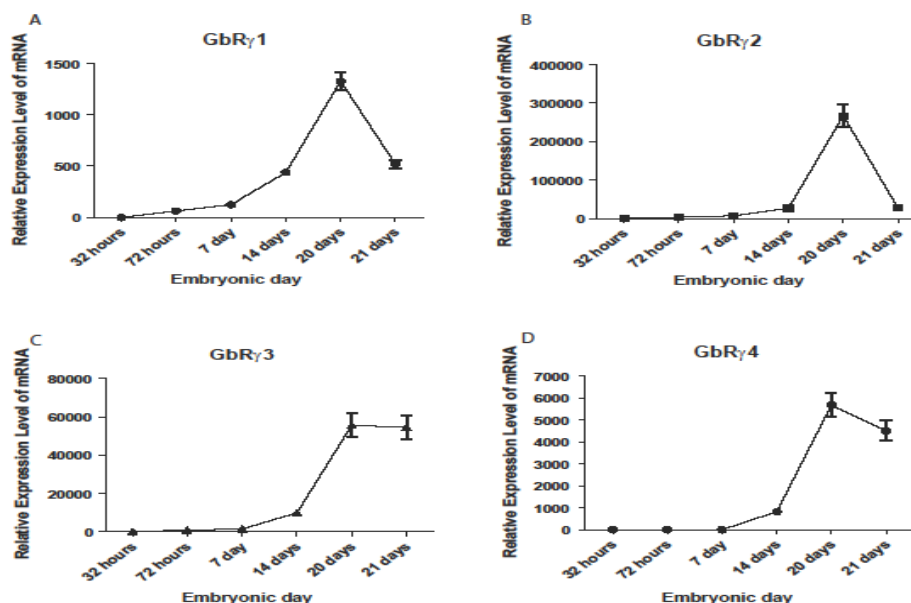 A
GbRγ1
Relative Expression Level of mRNA
1500
1000
500
0
32 hours
72 hours
7 day
14 days
20 days
21 days
Embryonic day
B
GbRγ2
Relative Expression Level of mRNA
400000
300000
200000
100000
0
32 hours
72 hours
7 day
14 days
20 days
21 days
Embryonic day
C
GbRγ3
Relative Expression Level of mRNA
80000
60000
40000
20000
0
32 hours
72 hours
7 day
14 days
20 days
21 days
Embryonic day
D
GbRγ4
Relative Expression Level of mRNA
7000
6000
5000
4000
3000
2000
1000
0
32 hours
72 hours
7 day
14 days
20 days
21 days
Embryonic day